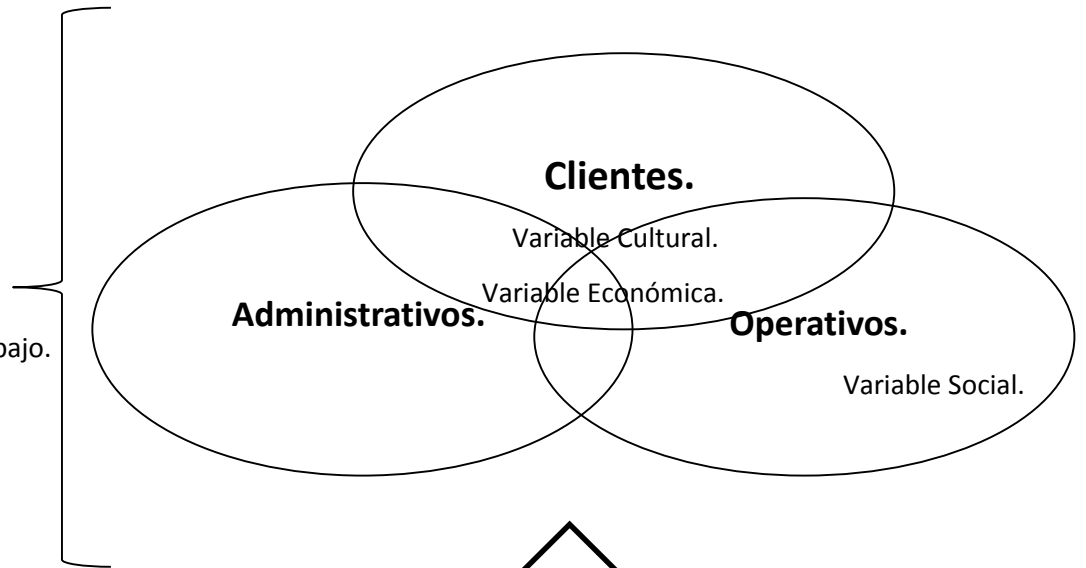 Clientes.
Variable Cultural.
Variable Económica.
Administrativos.
Operativos.
Variable Social.